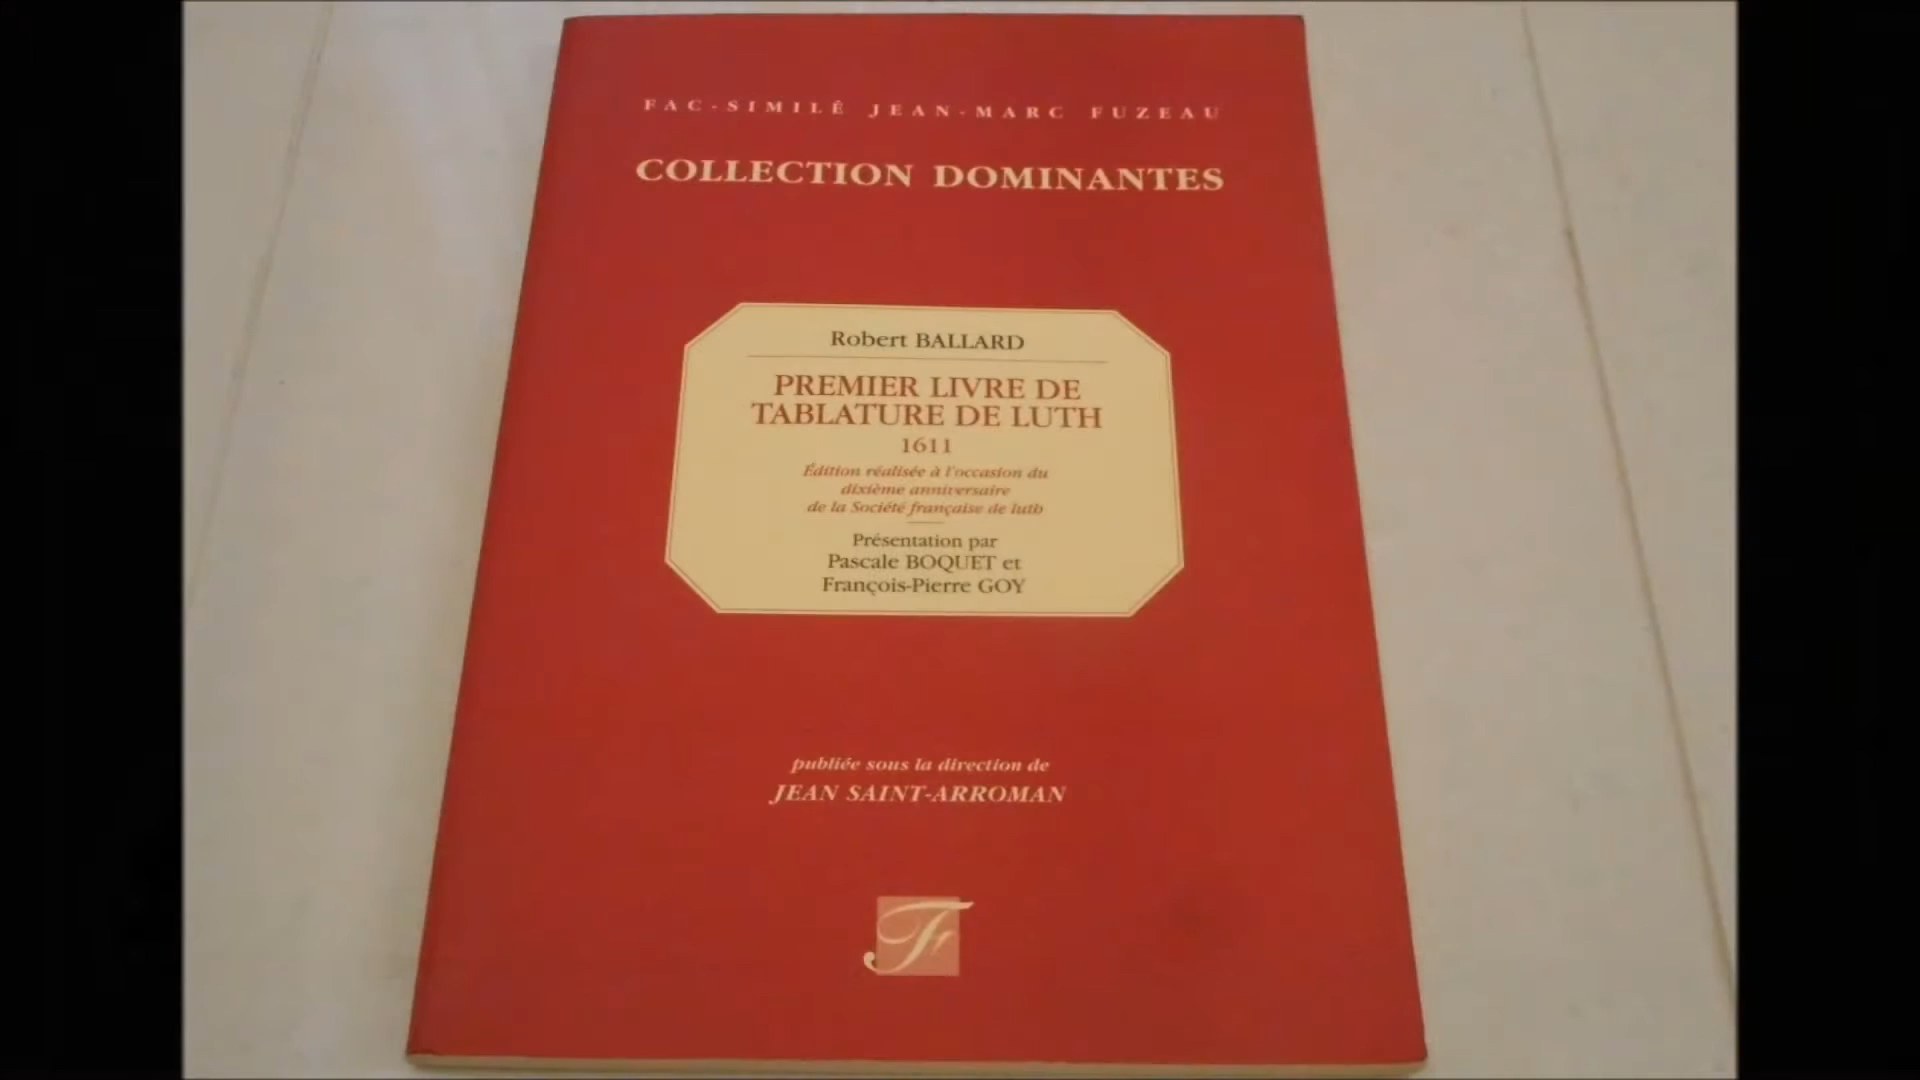 FAC-SIMILÉ JEAN-MARC FUZEAU
COLLECTION DOMINANTES
Robert BALLARD
PREMIER LIVRE DE
TABLATURE DE LUTH
1611
Édition réalisée à l'occasion du
dixième anniversaire
de la Société française de luth
Présentation par
Pascale BOQUET et
François-Pierre GOY
publiée sous la direction de
JEAN SAINT-ARROMAN
F